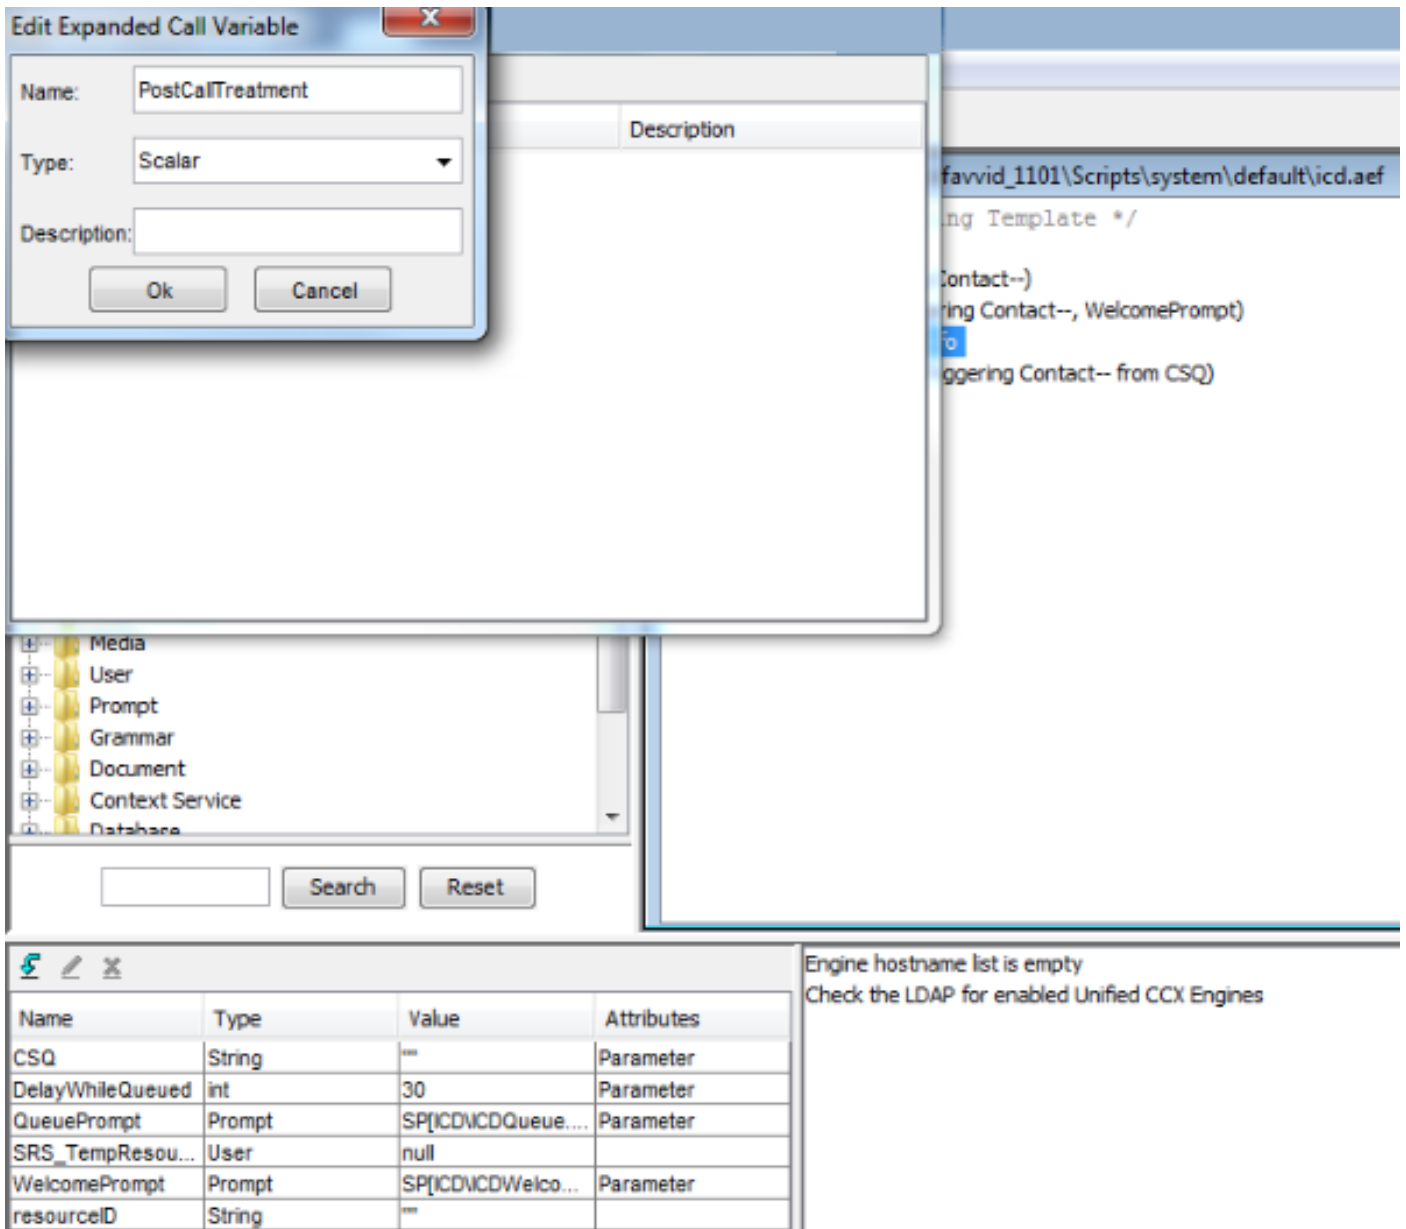 Edit Expanded Call Variable
X
Name: PostCallTreatment
Type: Scalar
Description:
Ok Cancel
Description
favvid_1101\Scripts\system\default\icd.aef
ng Template */
Contact--)
ring Contact--, WelcomePrompt)
fo
ggering Contact-- from CSQ)
Media
User
Prompt
Grammar
Document
Context Service
Database
Search Reset
Engine hostname list is empty
Check the LDAP for enabled Unified CCX Engines
Name Type Value Attributes
CSQ String "" Parameter
DelayWhileQueued int 30 Parameter
QueuePrompt Prompt SP[ICD\ICDQueue.... Parameter
SRS_TempResou... User null
WelcomePrompt Prompt SP[ICD\ICDWelco... Parameter
resourceID String ""